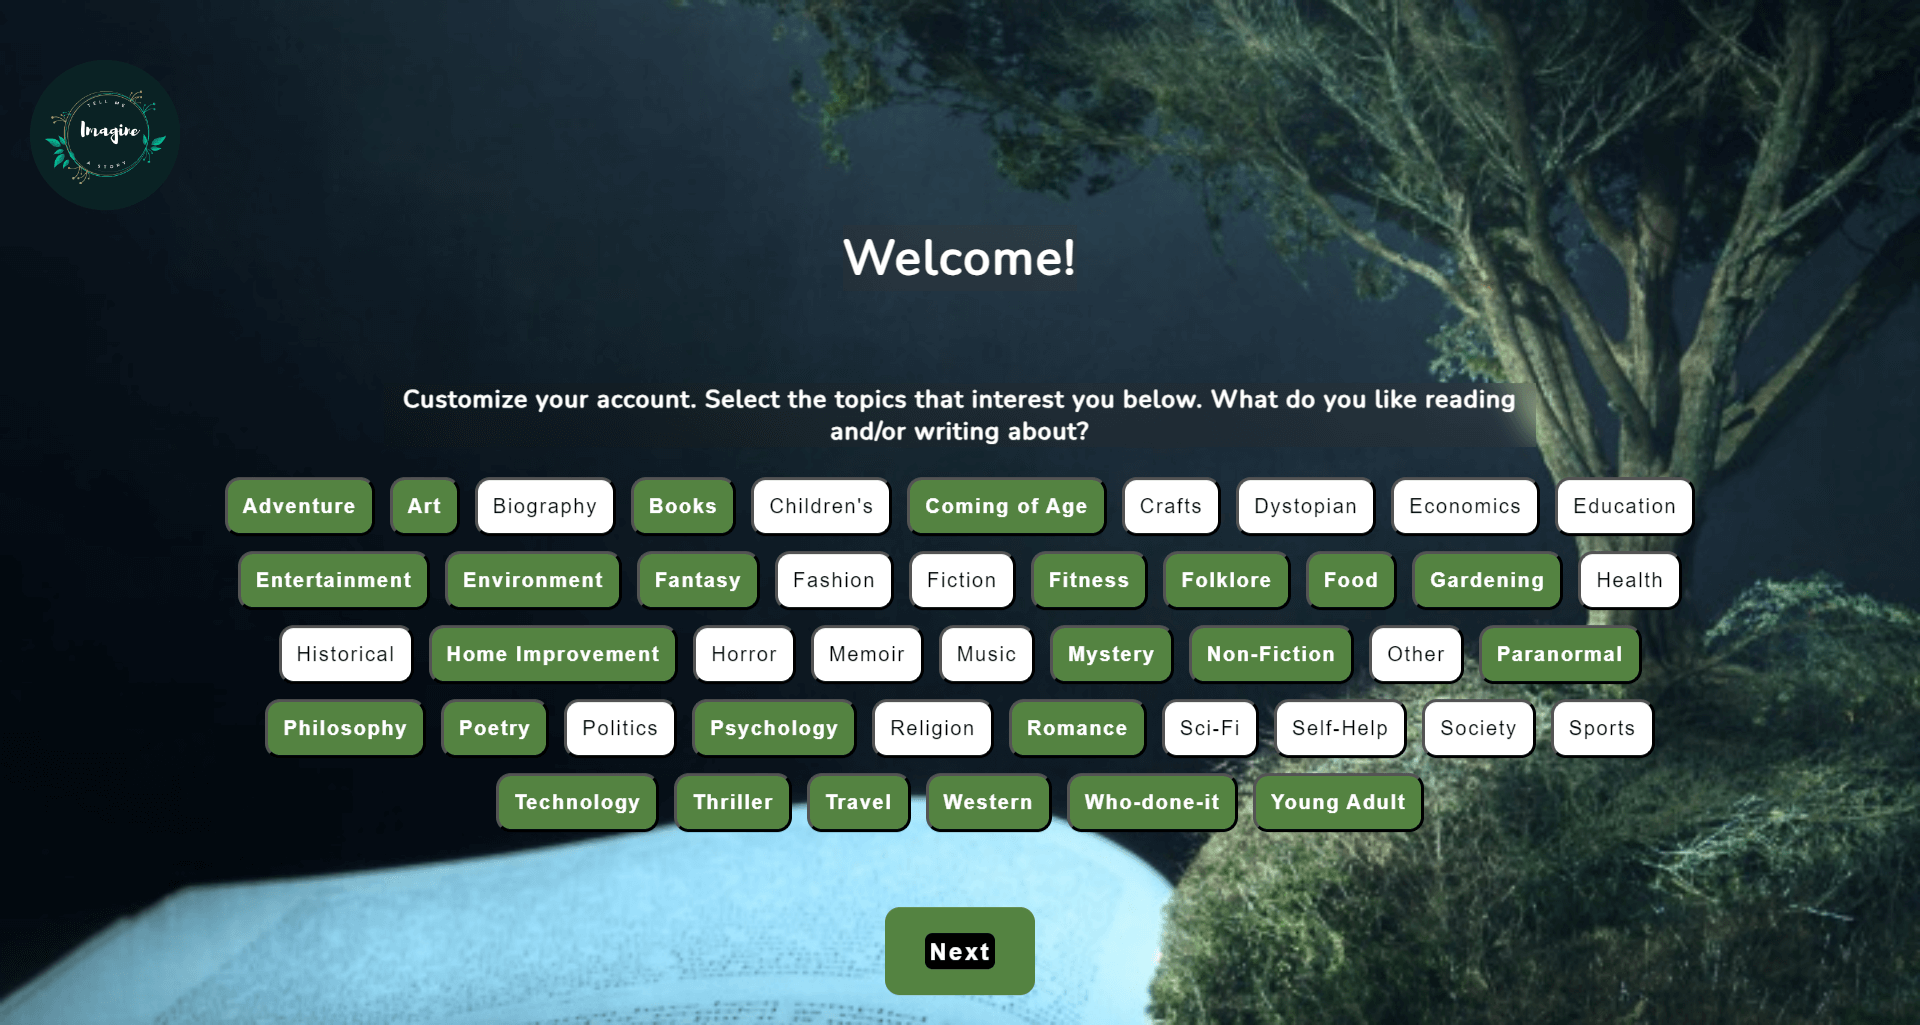 TELL ME
Imagine
A STORY
Welcome!
Customize your account. Select the topics that interest you below. What do you like reading
and/or writing about?
Adventure Art Biography Books Children's Coming of Age Crafts Dystopian Economics Education
Entertainment Environment Fantasy Fashion Fiction Fitness Folklore Food Gardening Health
Historical Home Improvement Horror Memoir Music Mystery Non-Fiction Other Paranormal
Philosophy Poetry Politics Psychology Religion Romance Sci-Fi Self-Help Society Sports
Technology Thriller Travel Western Who-done-it Young Adult
Next